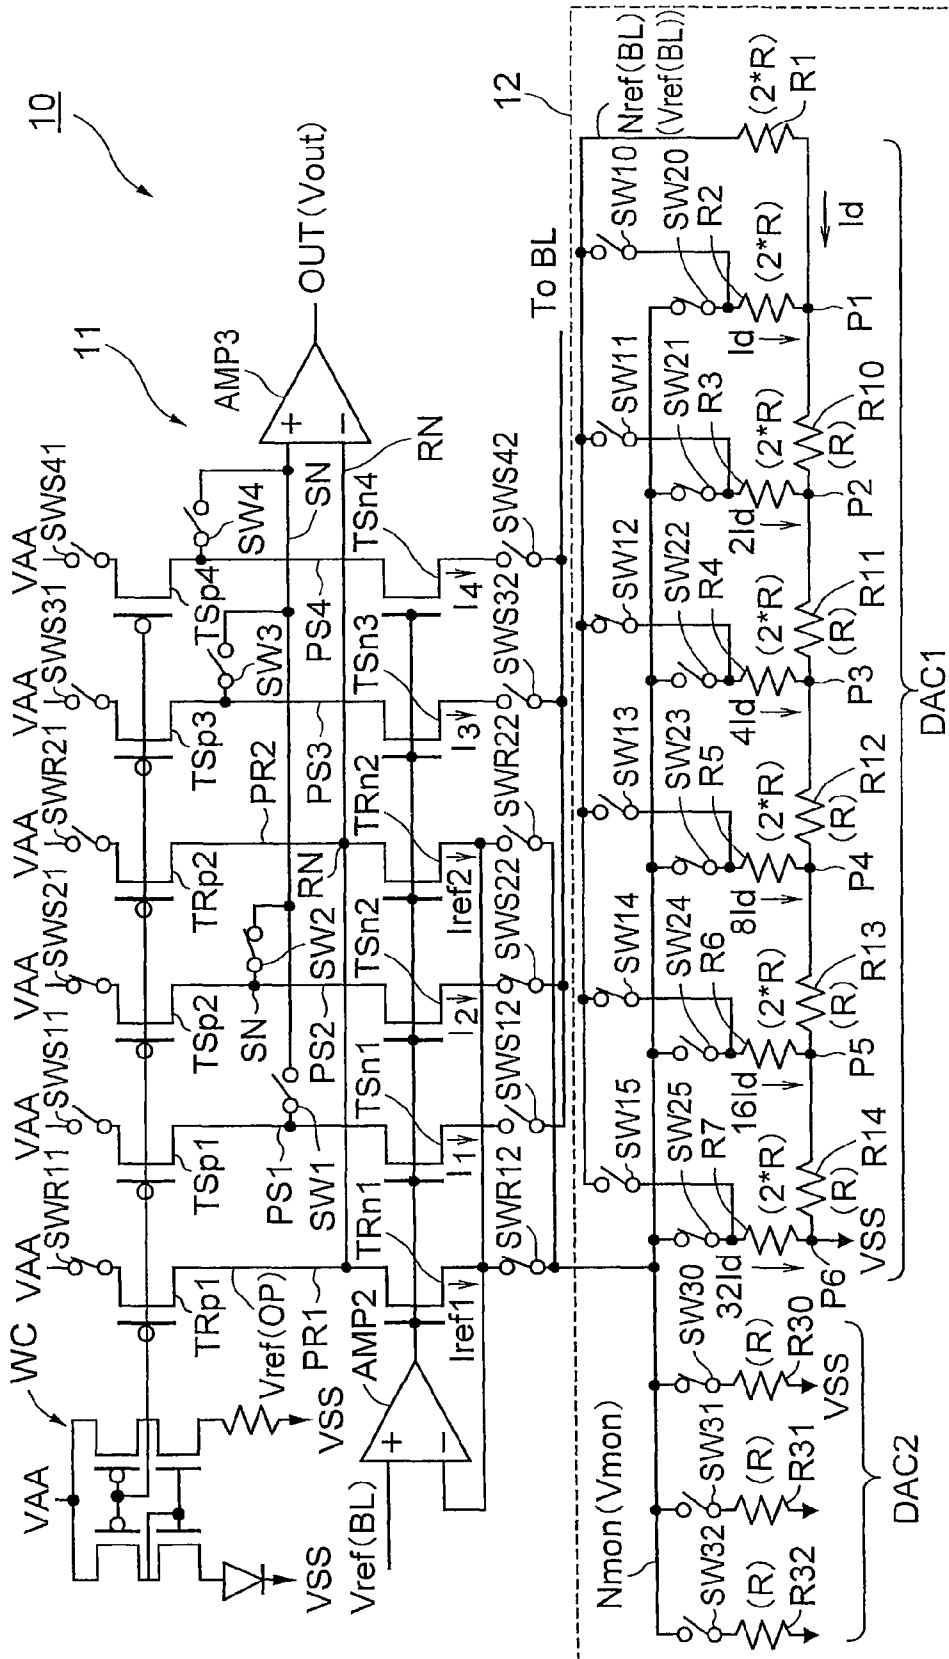 10
11
12
WC
VAA
VAA
VAA
VAA
VAA
VAA
VAA
SWR11
SWS11
SWS21
SWR21
SWS31
SWS41
TRp1
TSp1
TSp2
TRp2
TSp3
TSp4
AMP3
OUT(Vout)
SW4
SW3
SN
SN
SW2
RN
RN
PR2
PS3
PS4
PS2
PS1
SW1
Vref(OP)
PR1
VSS
VSS
AMP2
Vref(BL)
TRn1
TSn1
TSn2
TRn2
TSn3
TSn4
Iref1
I1
I2
Iref2
I3
I4
SWR12
SWS12
SWS22
SWR22
SWS32
SWS42
To BL
Nref(BL)
(Vref(BL))
SW15
SW14
SW13
SW12
SW11
SW10
SW25
SW24
SW23
SW22
SW21
SW20
R7
R6
R5
R4
R3
R2
(2*R)
R1
(2*R)
(2*R)
(2*R)
(2*R)
(2*R)
(2*R)
32Id
16Id
8Id
4Id
2Id
Id
Id
P6
P5
P4
P3
P2
P1
VSS
(R)
R14
(R)
R13
(R)
R12
(R)
R11
(R)
R10
DAC1
Nmon(Vmon)
SW32
SW31
SW30
(R)
(R)
(R)
R32
R31
R30
VSS
DAC2